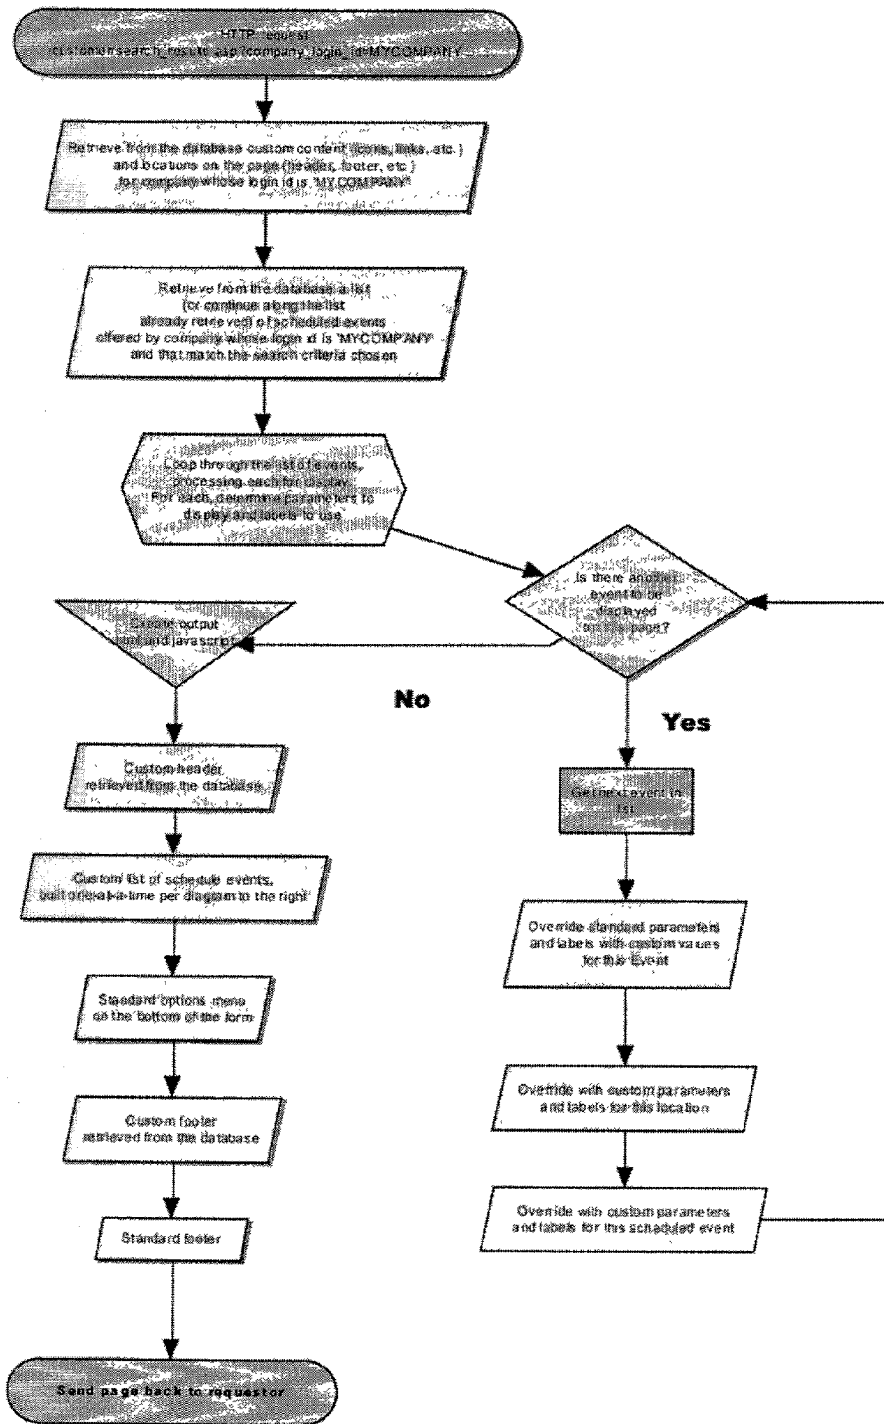 HTTP request
/custom/search_results.asp?company_login_id=MYCOMPANY...
Retrieve from the database custom content (icons, links, etc.)
and locations on the page (header, footer, etc.)
for company whose login id is 'MYCOMPANY'
Retrieve from the database a list
(or continue along the list
already retrieved) of scheduled events
offered by company whose login id is 'MYCOMPANY'
and that match the search criteria chosen
Loop through the list of events,
processing each for display.
For each, determine parameters to
display and labels to use
Is there another
event to be
displayed
on this page?
Create output
html and javascript
No
Yes
Custom header
retrieved from the database
Get next event in
list
Custom list of schedule events,
built one-at-a-time per diagram to the right
Override standard parameters
and labels with custom values
for this Event
Standard options menu
on the bottom of the form
Override with custom parameters
and labels for this location
Custom footer
retrieved from the database
Override with custom parameters
and labels for this scheduled event
Standard footer
Send page back to requestor